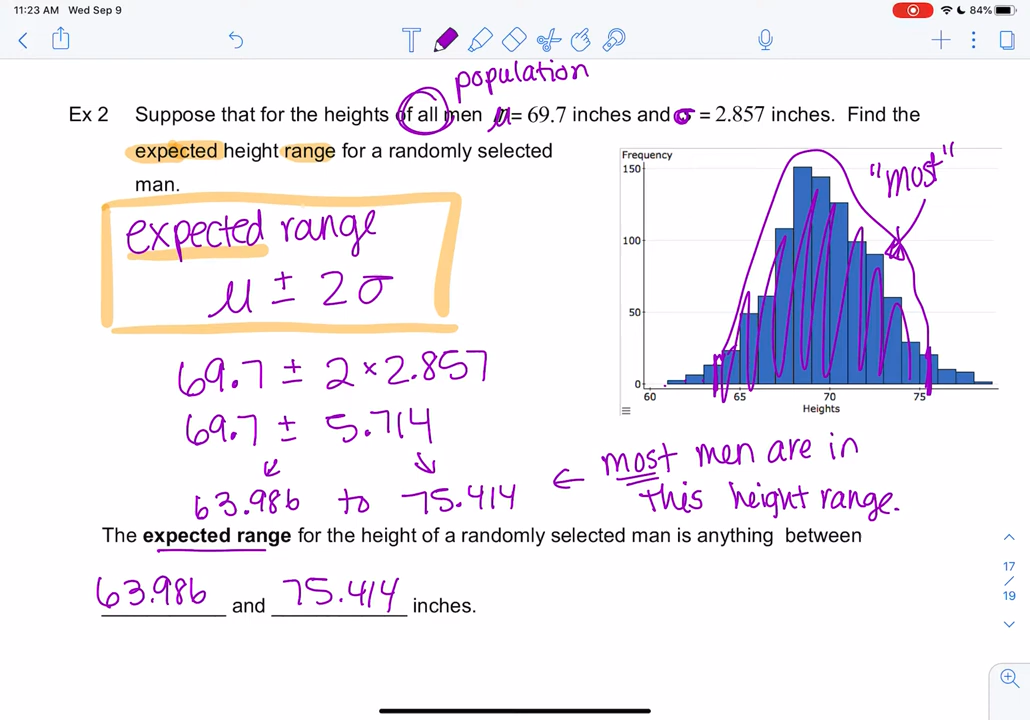 11:23 AM Wed Sep 9
84%
population
Ex 2 Suppose that for the heights of all men μ = 69.7 inches and σ = 2.857 inches. Find the
expected height range for a randomly selected
man.
expected range
μ ± 2σ
69.7 ± 2 × 2.857
69.7 ± 5.714
63.986 to 75.414
Frequency
150
100
50
0
60 65 70 75
Heights
"most"
← most men are in
this height range.
The expected range for the height of a randomly selected man is anything between
63.986 and 75.414 inches.
17
/
19